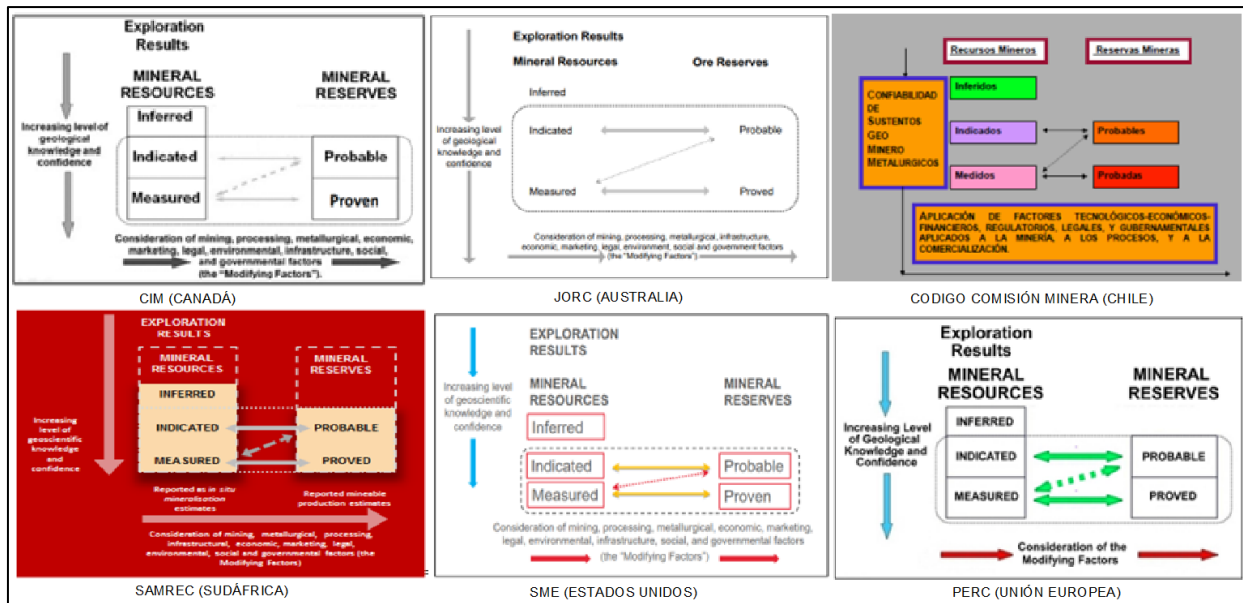 Exploration
Results
MINERAL
RESOURCES
MINERAL
RESERVES
Inferred
Increasing level of
geological
knowledge and
confidence
Indicated
Probable
Measured
Proven
Consideration of mining, processing, metallurgical, economic,
marketing, legal, environmental, infrastructure, social,
and governmental factors
(the "Modifying Factors").
CIM (CANADÁ)
Exploration Results
Mineral Resources
Ore Reserves
Inferred
Increasing level
of geological
knowledge and
confidence
Indicated
Probable
Measured
Proved
Consideration of mining, processing, metallurgical, infrastructure,
economic, marketing, legal, environment, social and government factors
(the "Modifying Factors")
JORC (AUSTRALIA)
Recursos Mineros
Reservas Mineras
CONFIABILIDAD
DE
SUSTENTOS
GEO
MINERO
METALURGICOS
Inferidos
Indicados
Probables
Medidos
Probadas
APLICACIÓN DE FACTORES TECNOLÓGICOS-ECONÓMICOS-
FINANCIEROS, REGULATORIOS, LEGALES, Y GUBERNAMENTALES
APLICADOS A LA MINERÍA, A LOS PROCESOS, Y A LA
COMERCIALIZACIÓN.
CODIGO COMISIÓN MINERA (CHILE)
EXPLORATION
RESULTS
MINERAL
RESOURCES
MINERAL
RESERVES
INFERRED
Increasing
level of
geoscientific
knowledge
and
confidence
INDICATED
PROBABLE
MEASURED
PROVED
Reported as in situ
mineralisation
estimates
Reported mineable
production estimates
Consideration of mining, metallurgical, processing,
infrastructural, economic, marketing, legal,
environmental, social and governmental factors (the
Modifying Factors)
SAMREC (SUDÁFRICA)
EXPLORATION
RESULTS
Increasing level
of geoscientific
knowledge and
confidence
MINERAL
RESOURCES
MINERAL
RESERVES
Inferred
Indicated
Probable
Measured
Proven
Consideration of mining, processing, metallurgical, economic, marketing,
legal, environmental, infrastructure, social, and governmental factors
(the "Modifying Factors")
SME (ESTADOS UNIDOS)
Exploration
Results
MINERAL
RESOURCES
MINERAL
RESERVES
INFERRED
Increasing Level
of Geological
Knowledge and
Confidence
INDICATED
PROBABLE
MEASURED
PROVED
Consideration of the
Modifying Factors
PERC (UNIÓN EUROPEA)